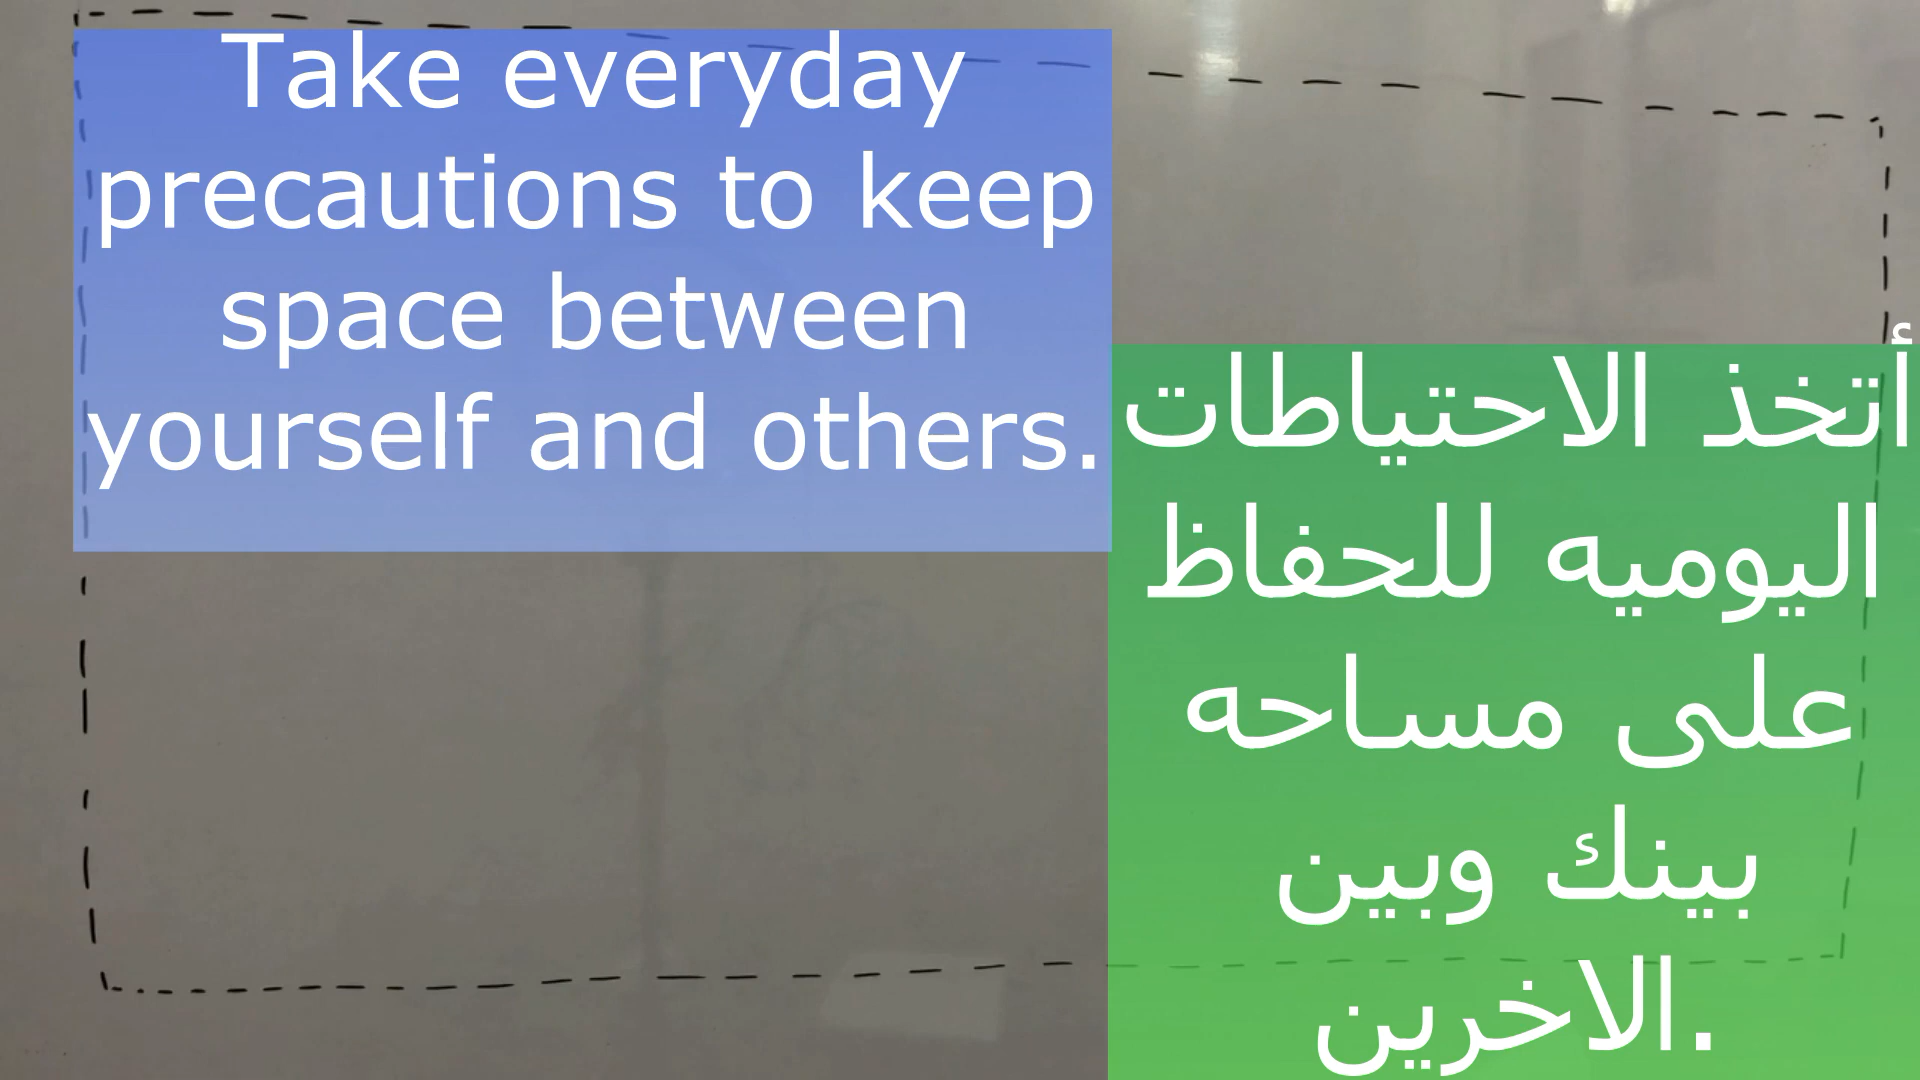 Take everyday
precautions to keep
space between
yourself and others.
أتخذ الاحتياطات
اليوميه للحفاظ
على مساحه
بينك وبين
الاخرين.